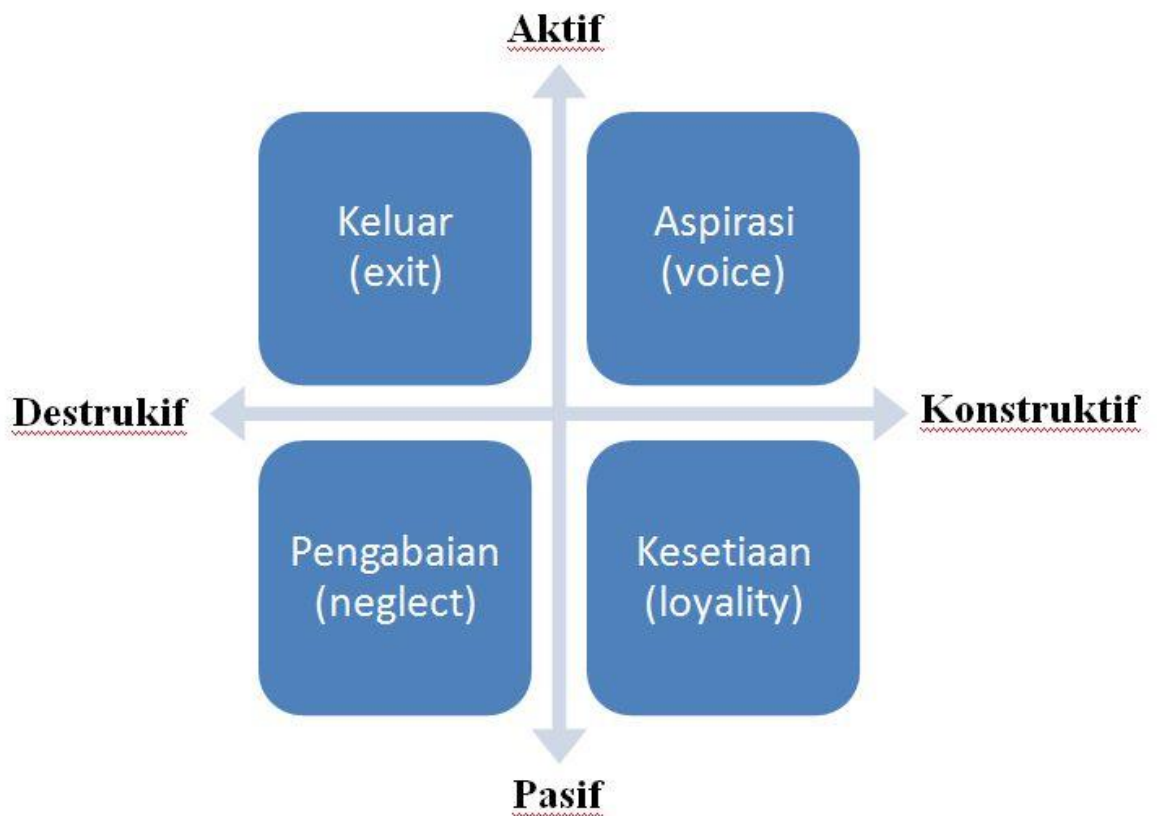 Aktif
Keluar
(exit)
Aspirasi
(voice)
Destrukif
Konstruktif
Pengabaian
(neglect)
Kesetiaan
(loyality)
Pasif